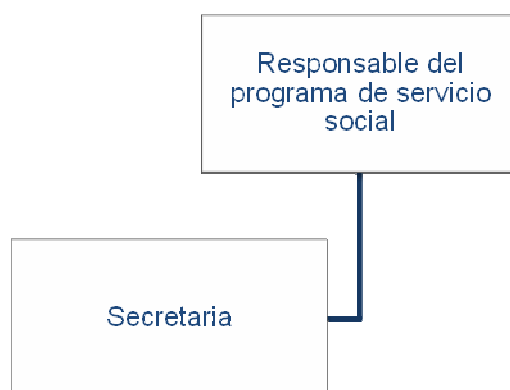 Responsable del
programa de servicio
social
Secretaria